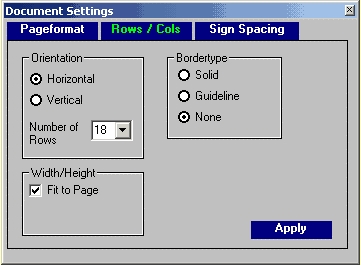 Document Settings
Pageformat
Rows / Cols
Sign Spacing
Orientation
Horizontal
Vertical
Number of
Rows
18
Bordertype
Solid
Guideline
None
Width/Height
Fit to Page
Apply